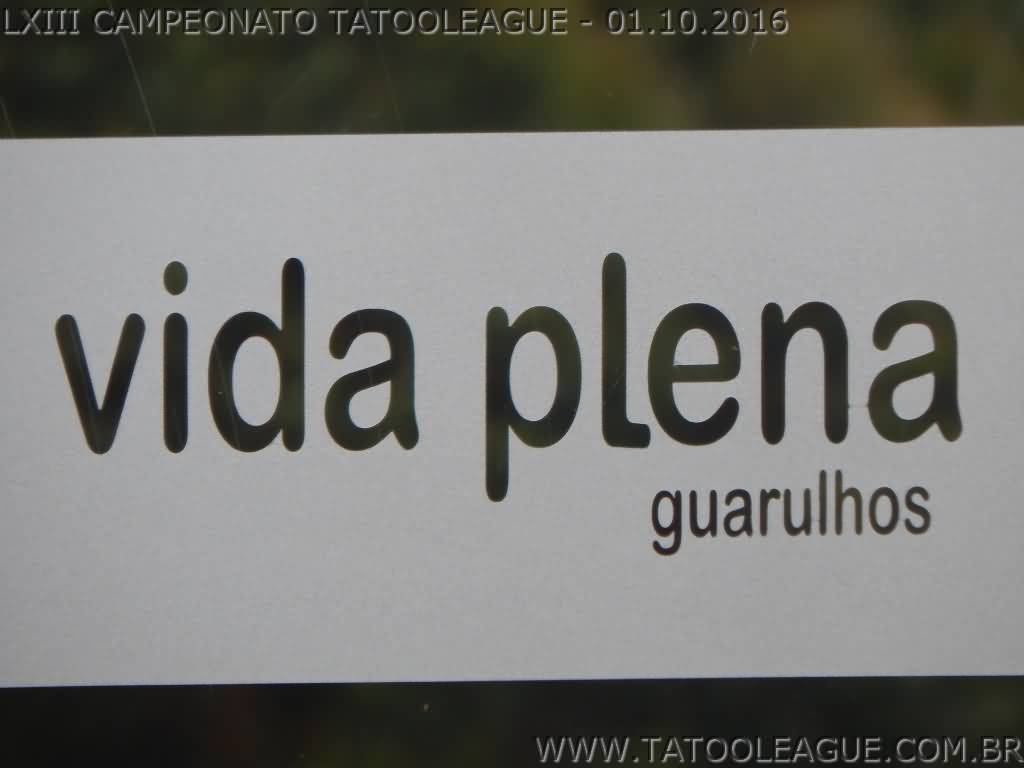 LXIII CAMPEONATO TATOOLEAGUE - 01.10.2016
vida plena
guarulhos
WWW.TATOOLEAGUE.COM.BR